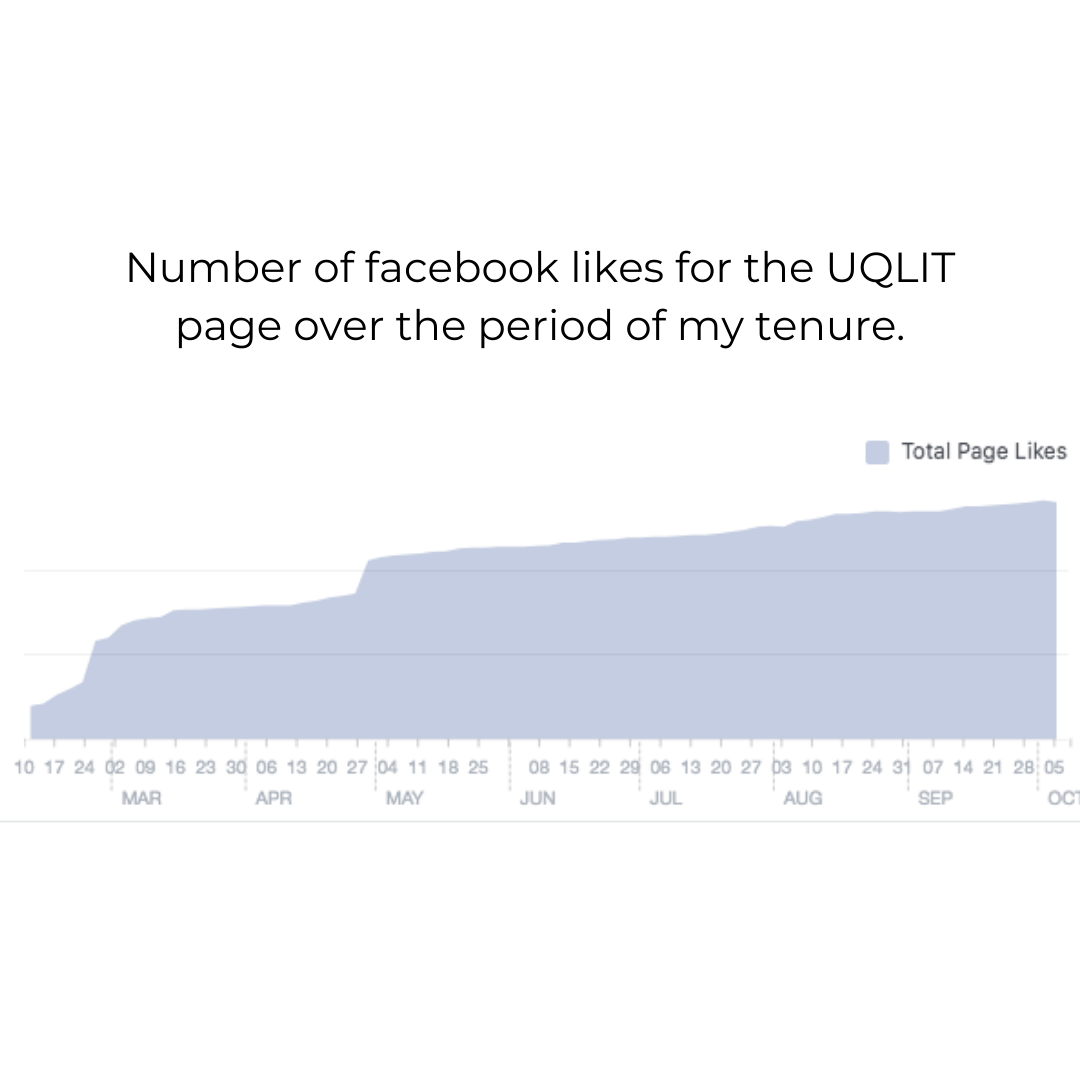 Number of facebook likes for the UQLIT
page over the period of my tenure.
Total Page Likes
10 17 24 02 09 16 23 30 06 13 20 27 04 11 18 25 08 15 22 29 06 13 20 27 03 10 17 24 31 07 14 21 28 05
MAR APR MAY JUN JUL AUG SEP OCT